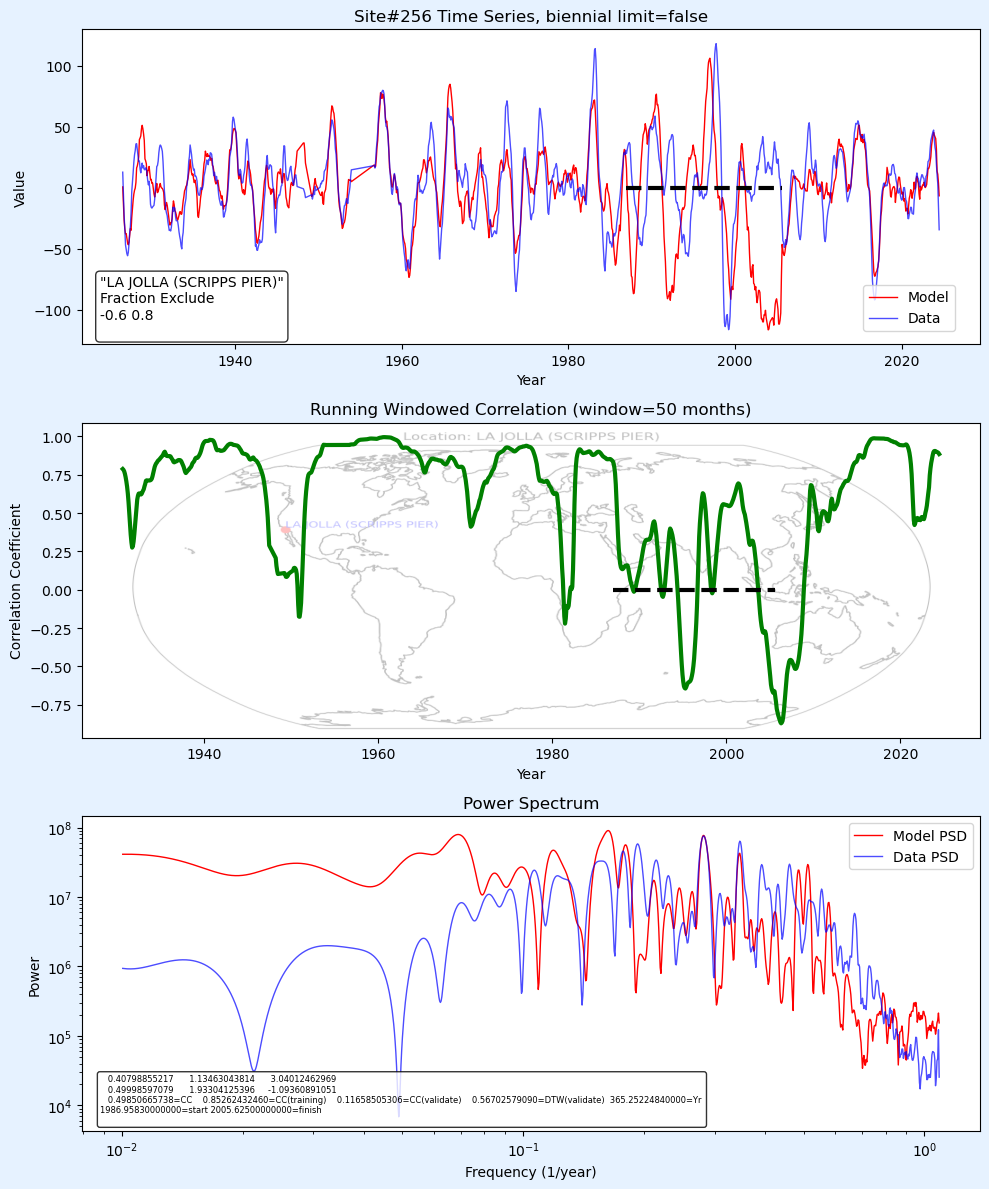 Site#256 Time Series, biennial limit=false
Value
100
50
0
−50
−100
"LA JOLLA (SCRIPPS PIER)"
Fraction Exclude
-0.6 0.8
Model
Data
1940
1960
1980
2000
2020
Year
Running Windowed Correlation (window=50 months)
Correlation Coefficient
1.00
0.75
0.50
0.25
0.00
−0.25
−0.50
−0.75
Location: LA JOLLA (SCRIPPS PIER)
LA JOLLA (SCRIPPS PIER)
1940
1960
1980
2000
2020
Year
Power Spectrum
Power
10^8
10^7
10^6
10^5
10^4
Model PSD
Data PSD
0.40798855217 1.13463043814 3.04012462969
0.49998597079 1.93304125396 -1.09360891051
0.49850665738=CC 0.85262432460=CC(training) 0.11658505306=CC(validate) 0.56702579090=DTW(validate) 365.25224840000=Yr
1986.95830000000=start 2005.62500000000=finish
10^−2
10^−1
10^0
Frequency (1/year)